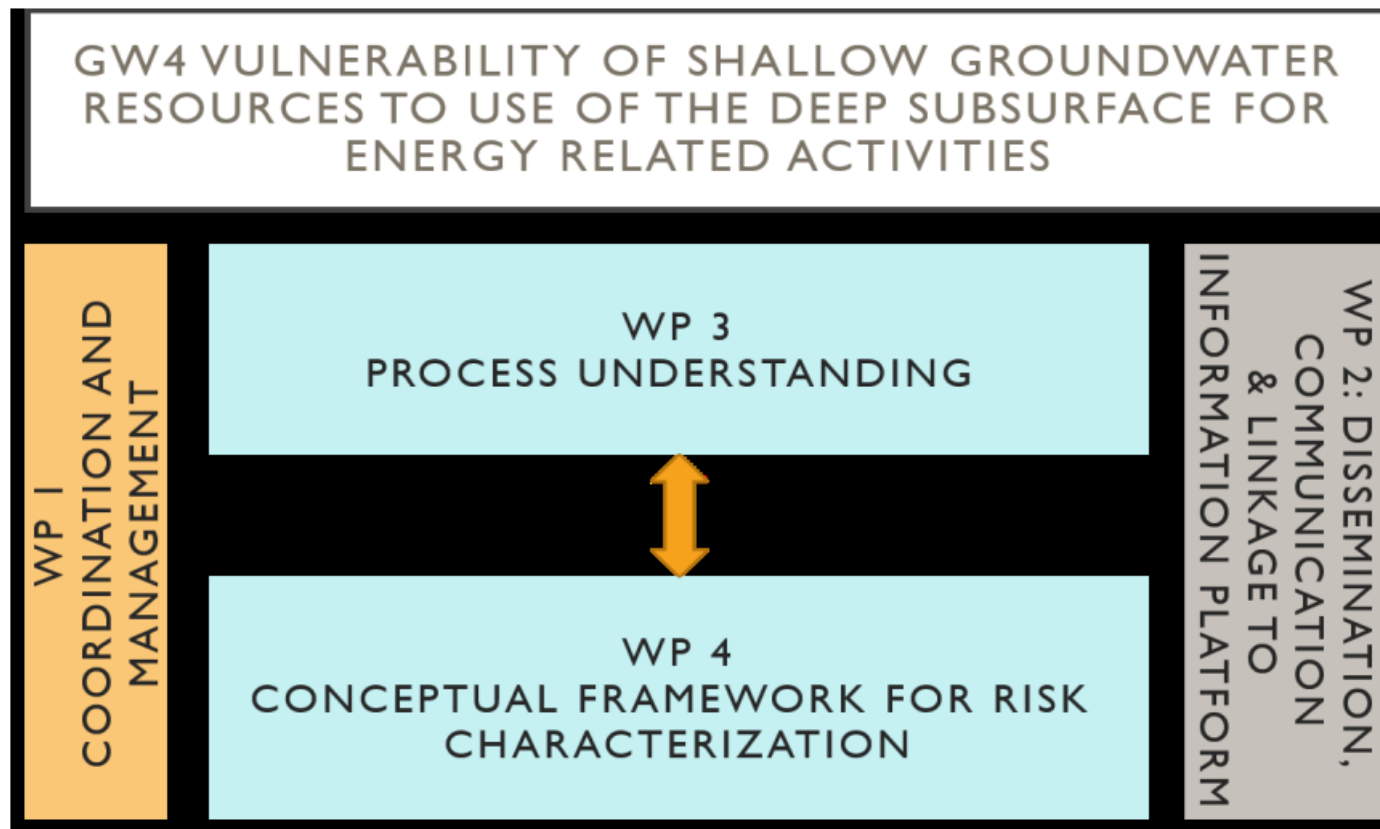 GW4 VULNERABILITY OF SHALLOW GROUNDWATER
RESOURCES TO USE OF THE DEEP SUBSURFACE FOR
ENERGY RELATED ACTIVITIES
WP 1
COORDINATION AND
MANAGEMENT
WP 3
PROCESS UNDERSTANDING
WP 4
CONCEPTUAL FRAMEWORK FOR RISK
CHARACTERIZATION
WP 2: DISSEMINATION,
COMMUNICATION
& LINKAGE TO
INFORMATION PLATFORM